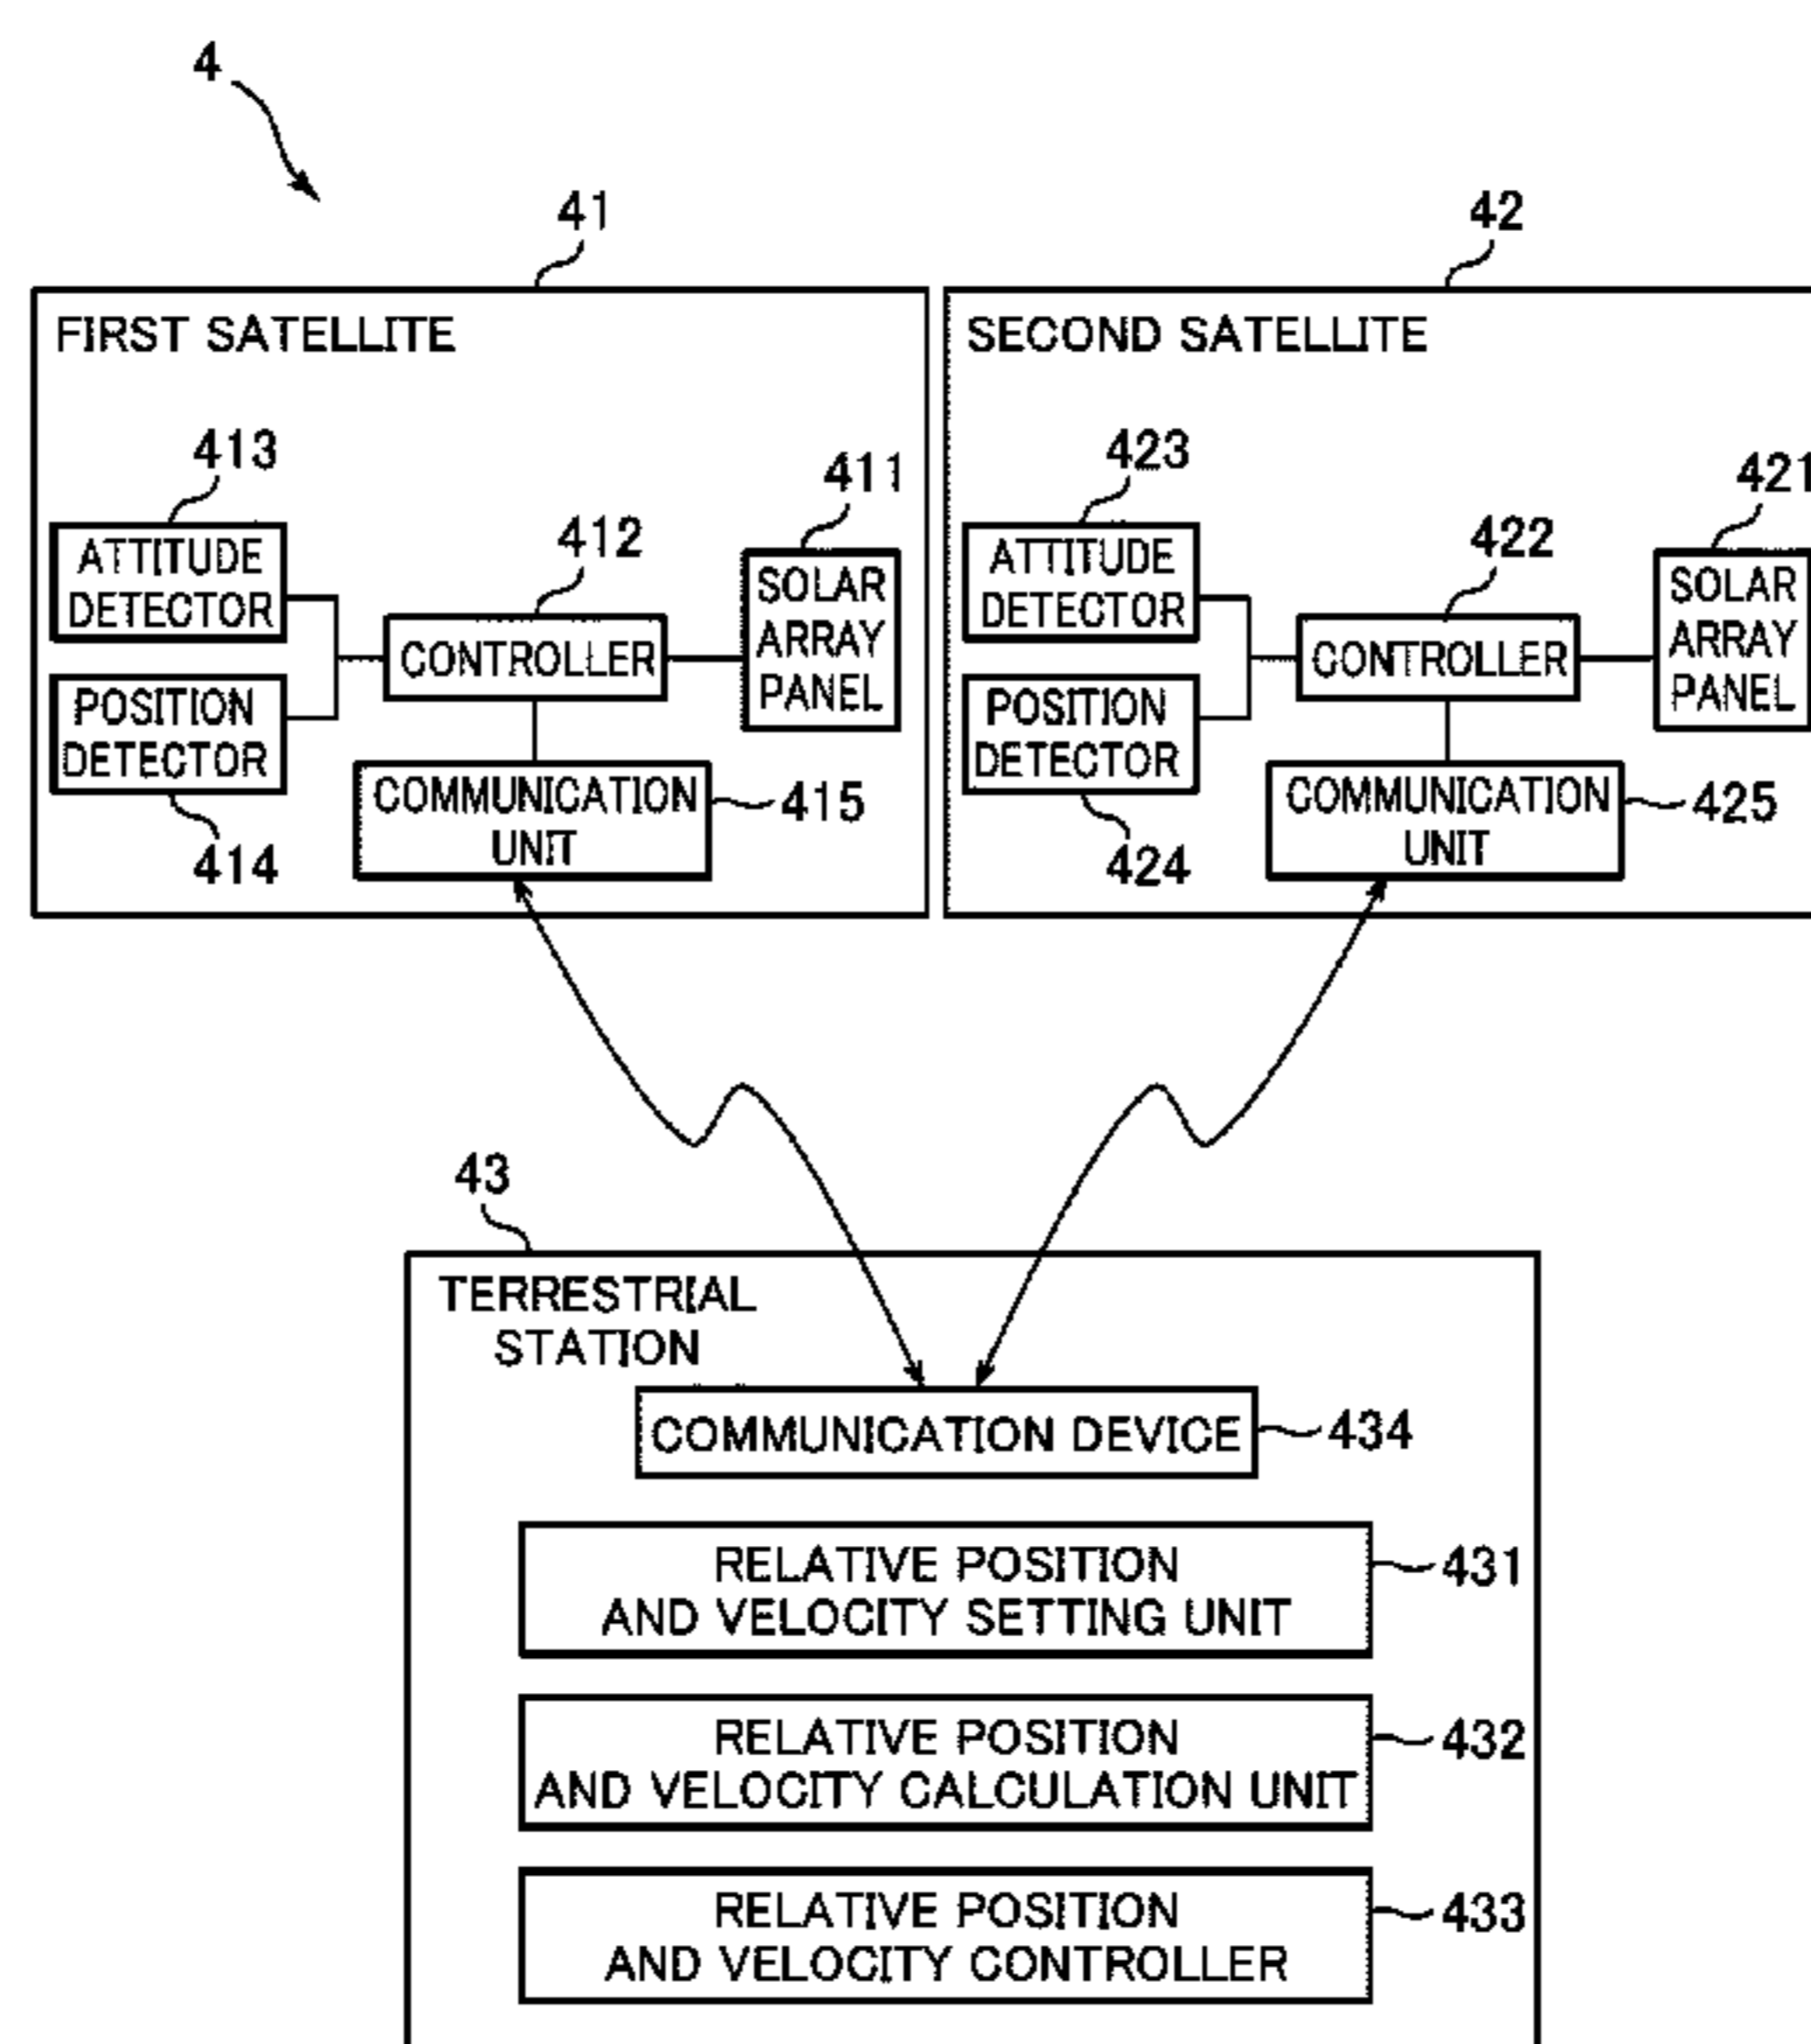 4
41
42
FIRST SATELLITE
SECOND SATELLITE
413
411
412
ATTITUDE
DETECTOR
CONTROLLER
SOLAR
ARRAY
PANEL
POSITION
DETECTOR
414
COMMUNICATION
UNIT
415
423
421
422
ATTITUDE
DETECTOR
CONTROLLER
SOLAR
ARRAY
PANEL
POSITION
DETECTOR
424
COMMUNICATION
UNIT
425
43
TERRESTRIAL
STATION
COMMUNICATION DEVICE
434
RELATIVE POSITION
AND VELOCITY SETTING UNIT
431
RELATIVE POSITION
AND VELOCITY CALCULATION UNIT
432
RELATIVE POSITION
AND VELOCITY CONTROLLER
433